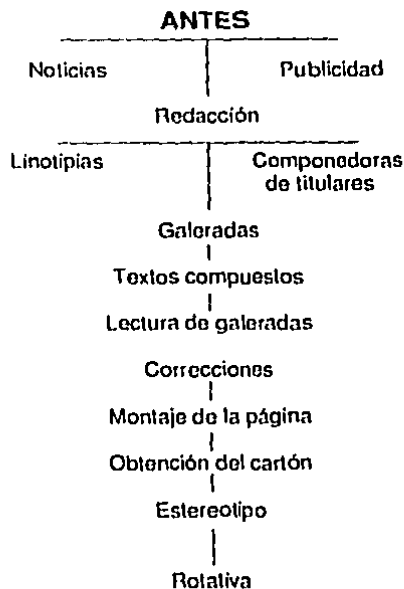 ANTES
Noticias Publicidad
Redacción
Linotipias Componedoras
de titulares
Galeradas
Textos compuestos
Lectura de galeradas
Correcciones
Montaje de la página
Obtención del cartón
Estereotipo
Rotativa